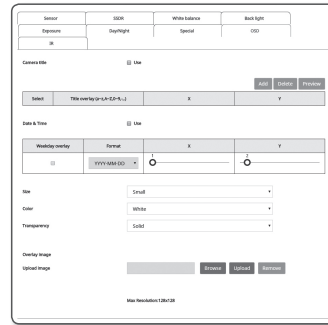 Sensor SSDR White balance Back light
Exposure Day/Night Special OSD
IR
Camera title Use
Add Delete Preview
Select Title overlay (a~z,A~Z,0~9,-,.) X Y
Date & Time Use
Weekday overlay Format X Y
1 2
YYYY-MM-DD
Size Small
Color White
Transparency Solid
Overlay image
Upload image Browse Upload Remove
Max Resolution:128x128